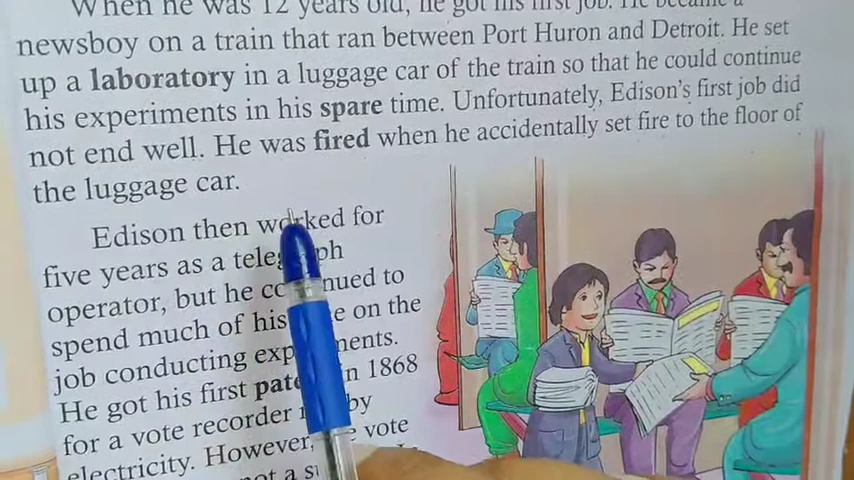 When he was 12 years old, he got his first job. He became a
newsboy on a train that ran between Port Huron and Detroit. He set
up a laboratory in a luggage car of the train so that he could continue
his experiments in his spare time. Unfortunately, Edison's first job did
not end well. He was fired when he accidentally set fire to the floor of
the luggage car.
Edison then worked for
five years as a telegraph
operator, but he continued to
spend much of his on the
job conducting experiments.
He got his first in 1868
for a vote recorder by
electricity. However, vote
not a